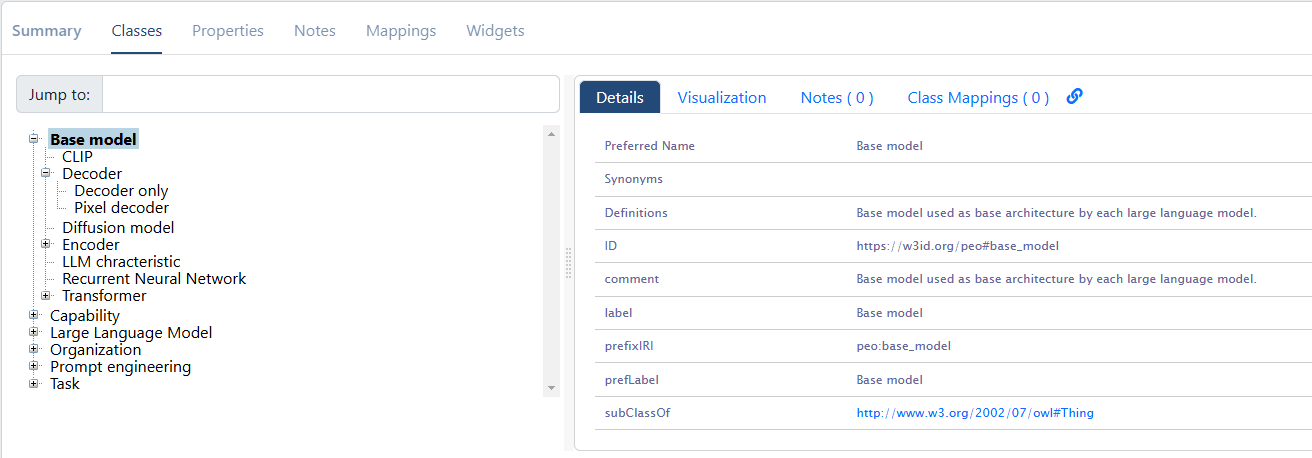 Summary Classes Properties Notes Mappings Widgets
Jump to:
Base model
CLIP
Decoder
Decoder only
Pixel decoder
Diffusion model
Encoder
LLM chracteristic
Recurrent Neural Network
Transformer
Capability
Large Language Model
Organization
Prompt engineering
Task
Details Visualization Notes ( 0 ) Class Mappings ( 0 )
Preferred Name Base model
Synonyms
Definitions Base model used as base architecture by each large language model.
ID https://w3id.org/peo#base_model
comment Base model used as base architecture by each large language model.
label Base model
prefixIRI peo:base_model
prefLabel Base model
subClassOf http://www.w3.org/2002/07/owl#Thing